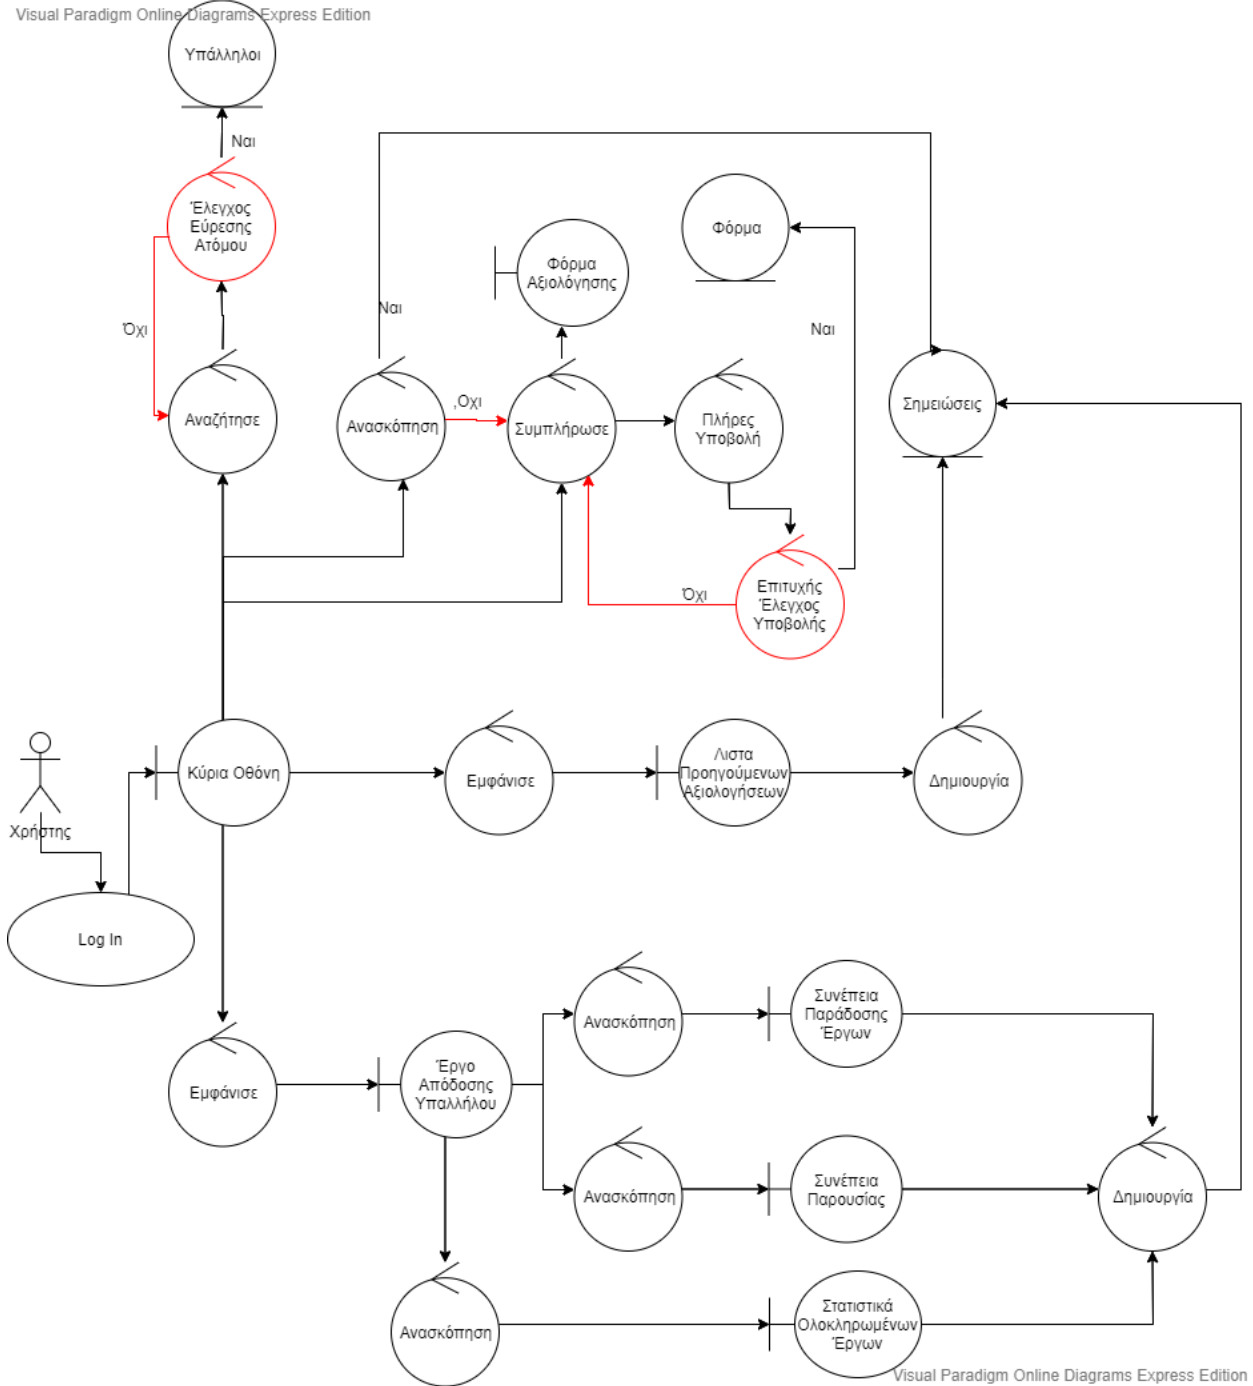 Visual Paradigm Online Diagrams Express Edition
Υπάλληλοι
Ναι
Έλεγχος
Εύρεσης
Ατόμου
Όχι
Αναζήτησε
Ναι
Ανασκόπηση
,Οχι
Φόρμα
Αξιολόγησης
Συμπλήρωσε
Φόρμα
Ναι
Πλήρες
Υποβολή
Σημειώσεις
Όχι
Επιτυχής
Έλεγχος
Υποβολής
Χρήστης
Κύρια Οθόνη
Εμφάνισε
Λιστα
Προηγούμενων
Αξιολογήσεων
Δημιουργία
Log In
Εμφάνισε
Έργο
Απόδοσης
Υπαλλήλου
Ανασκόπηση
Συνέπεια
Παράδοσης
Έργων
Ανασκόπηση
Συνέπεια
Παρουσίας
Δημιουργία
Ανασκόπηση
Στατιστικά
Ολοκληρωμένων
Έργων
Visual Paradigm Online Diagrams Express Edition